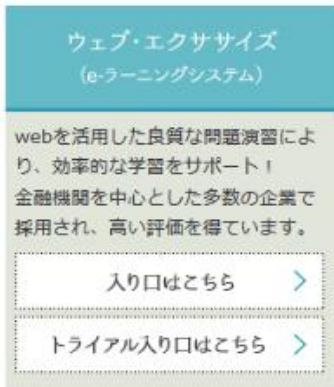 ウェブ・エクササイズ
(e-ラーニングシステム)
webを活用した良質な問題演習によ
り、効率的な学習をサポート！
金融機関を中心とした多数の企業で
採用され、高い評価を得ています。
入り口はこちら
トライアル入り口はこちら